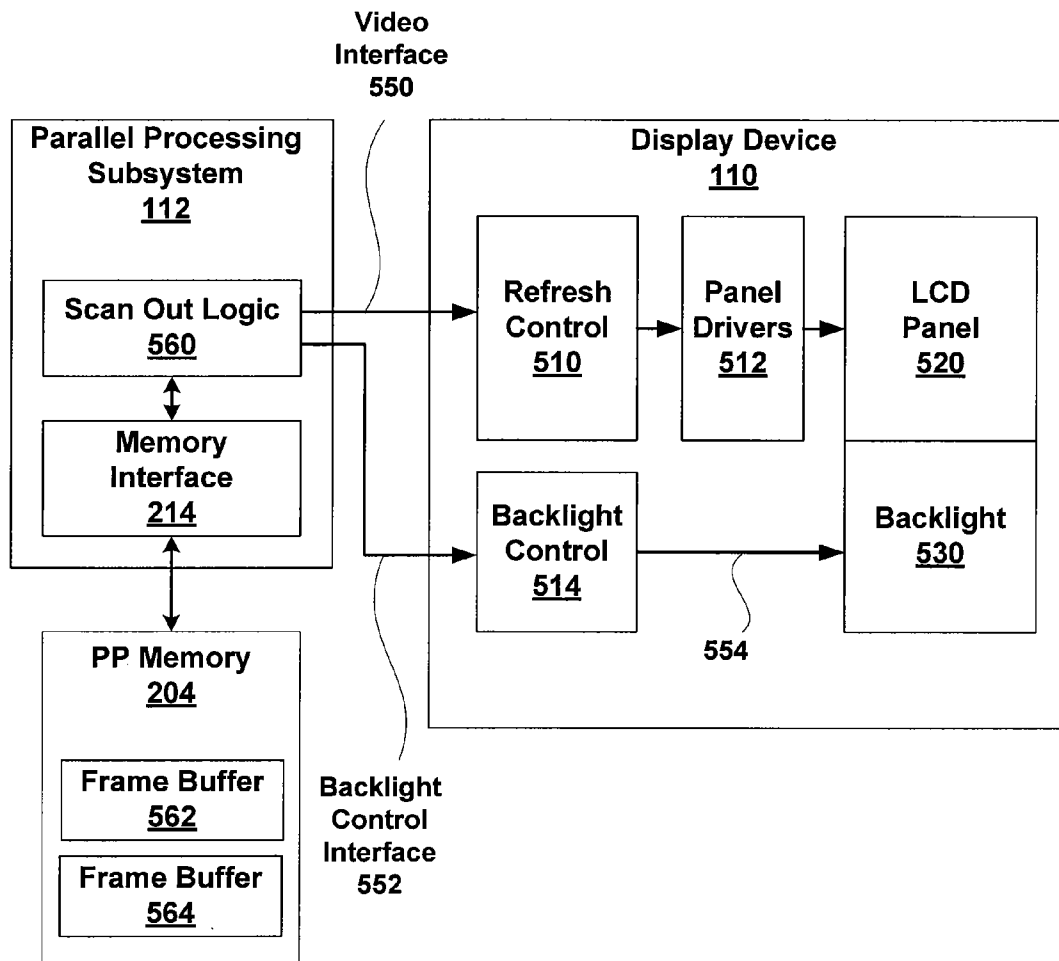 Video
Interface
550
Parallel Processing
Subsystem
112
Display Device
110
Scan Out Logic
560
Refresh
Control
510
Panel
Drivers
512
LCD
Panel
520
Memory
Interface
214
Backlight
Control
514
Backlight
530
554
PP Memory
204
Frame Buffer
562
Frame Buffer
564
Backlight
Control
Interface
552